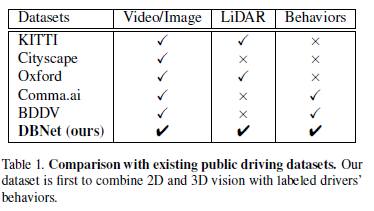 Datasets Video/Image LiDAR Behaviors
KITTI ✓ ✓ ×
Cityscape ✓ × ×
Oxford ✓ ✓ ×
Comma.ai ✓ × ✓
BDDV ✓ × ✓
DBNet (ours) ✔ ✔ ✔
Table 1. Comparison with existing public driving datasets. Our
dataset is first to combine 2D and 3D vision with labeled drivers'
behaviors.